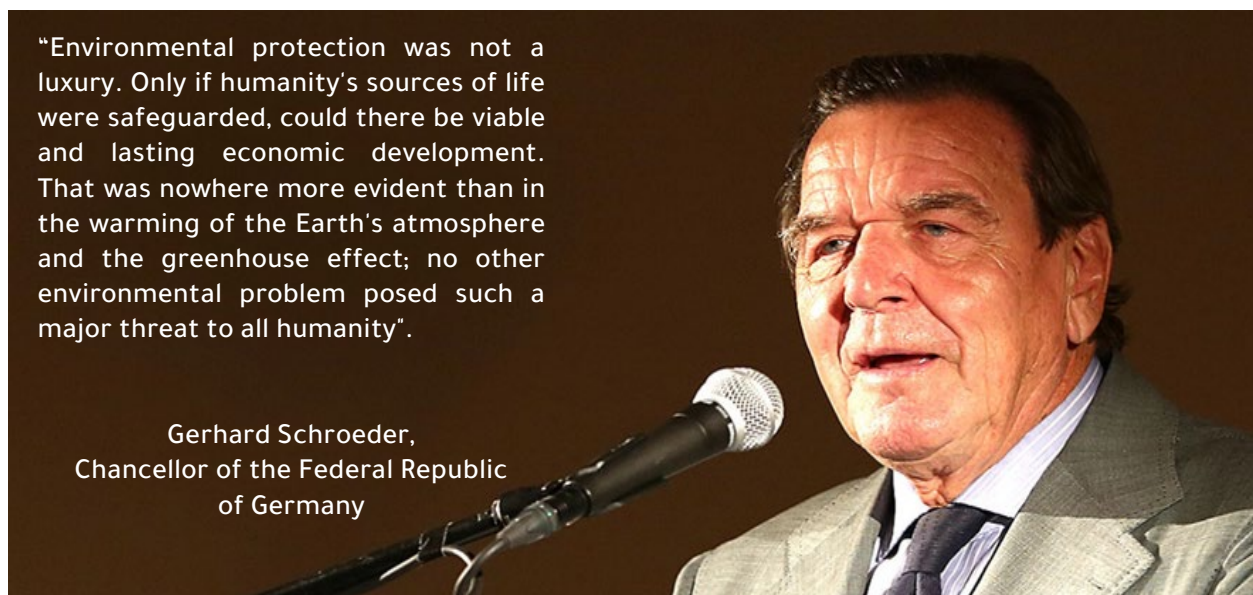 “Environmental protection was not a
luxury. Only if humanity's sources of life
were safeguarded, could there be viable
and lasting economic development.
That was nowhere more evident than in
the warming of the Earth's atmosphere
and the greenhouse effect; no other
environmental problem posed such a
major threat to all humanity".
Gerhard Schroeder,
Chancellor of the Federal Republic
of Germany